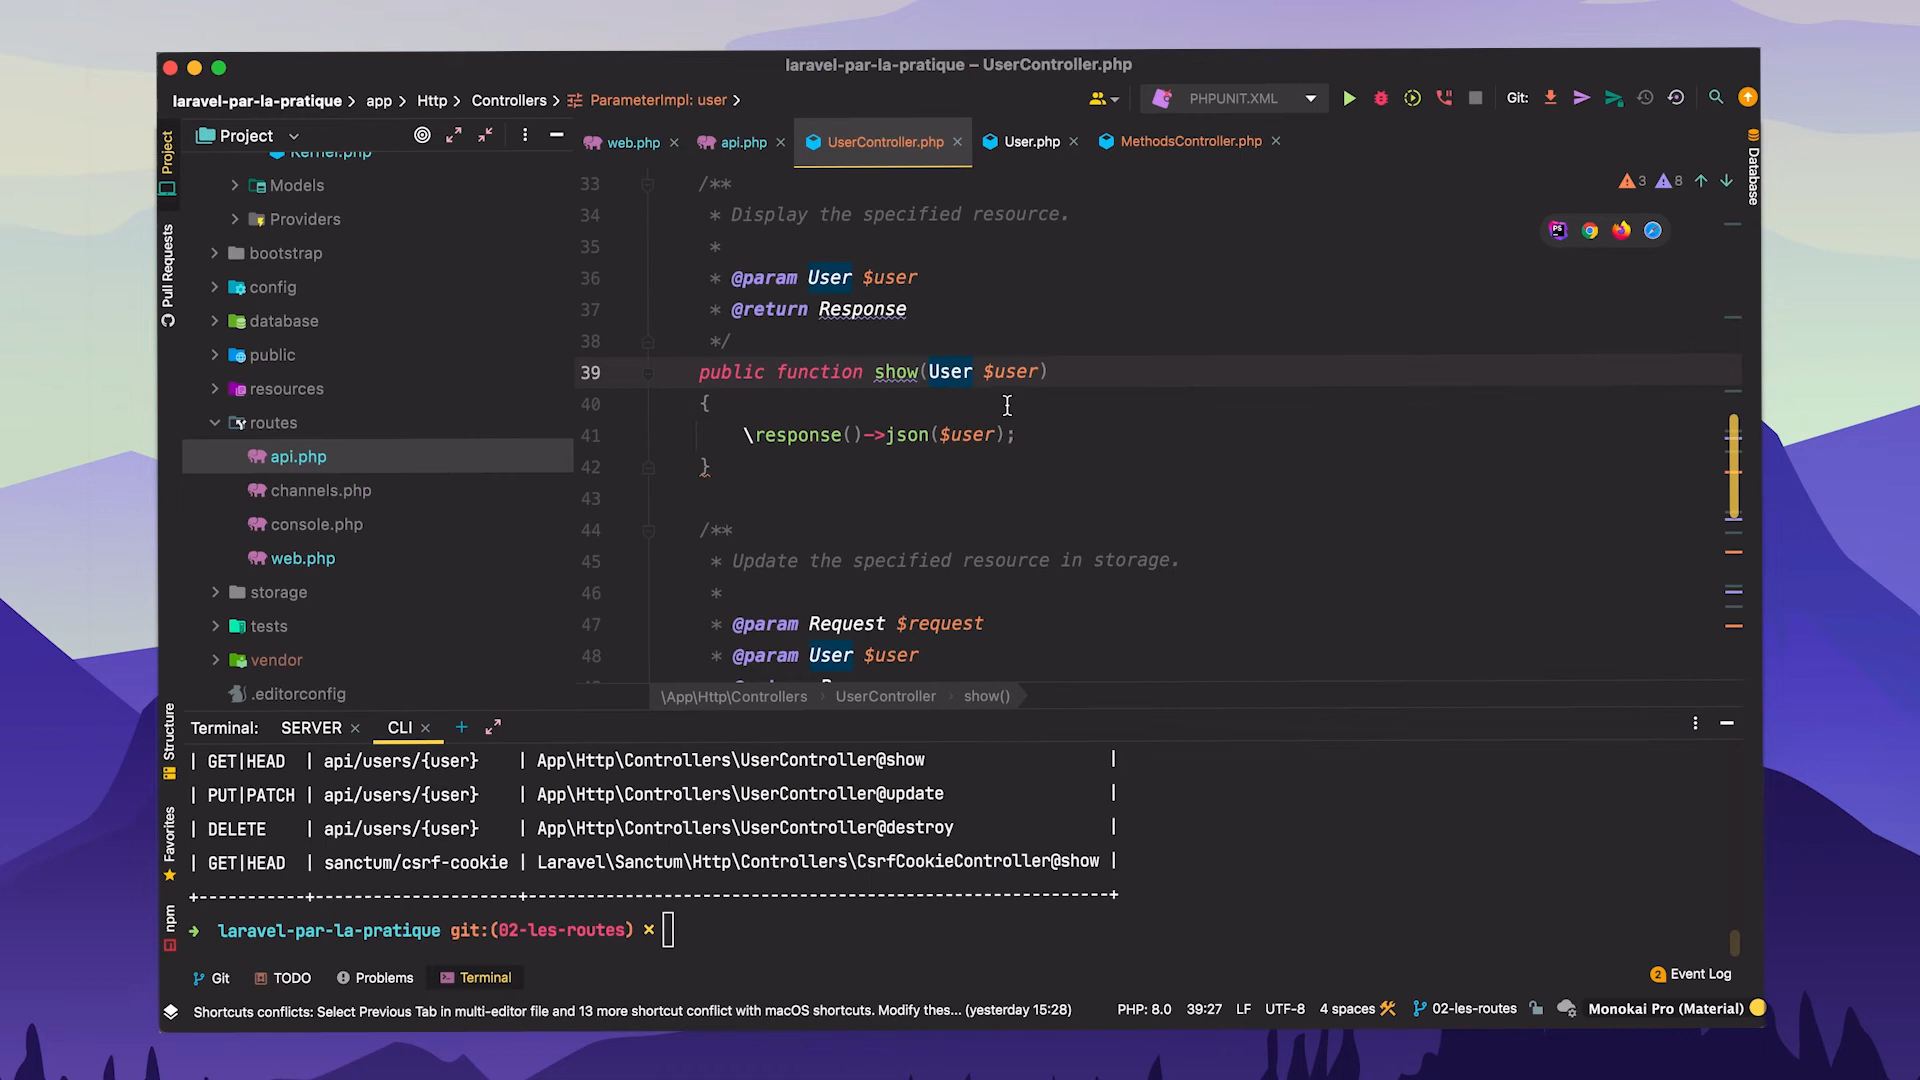 laravel-par-la-pratique – UserController.php
laravel-par-la-pratique > app > Http > Controllers > ParameterImpl: user >
PHPUNIT.XML
Git:
Project
web.php
api.php
UserController.php
User.php
MethodsController.php
Project
Pull Requests
Structure
Favorites
npm
Database
Kernel.php
Models
Providers
bootstrap
config
database
public
resources
routes
api.php
channels.php
console.php
web.php
storage
tests
vendor
.editorconfig
3 8
PS
33 /**
34 * Display the specified resource.
35 *
36 * @param User $user
37 * @return Response
38 */
39 public function show(User $user)
40 {
41 \response()->json($user);
42 }
43
44 /**
45 * Update the specified resource in storage.
46 *
47 * @param Request $request
48 * @param User $user
\App\Http\Controllers > UserController > show()
Terminal: SERVER × CLI × +
| GET|HEAD | api/users/{user} | App\Http\Controllers\UserController@show |
| PUT|PATCH | api/users/{user} | App\Http\Controllers\UserController@update |
| DELETE | api/users/{user} | App\Http\Controllers\UserController@destroy |
| GET|HEAD | sanctum/csrf-cookie | Laravel\Sanctum\Http\Controllers\CsrfCookieController@show |
+-----------+----------------------+-------------------------------------------------------------+
→ laravel-par-la-pratique git:(02-les-routes) ×
Git TODO Problems Terminal
2 Event Log
Shortcuts conflicts: Select Previous Tab in multi-editor file and 13 more shortcut conflict with macOS shortcuts. Modify thes... (yesterday 15:28)
PHP: 8.0 39:27 LF UTF-8 4 spaces 02-les-routes Monokai Pro (Material)